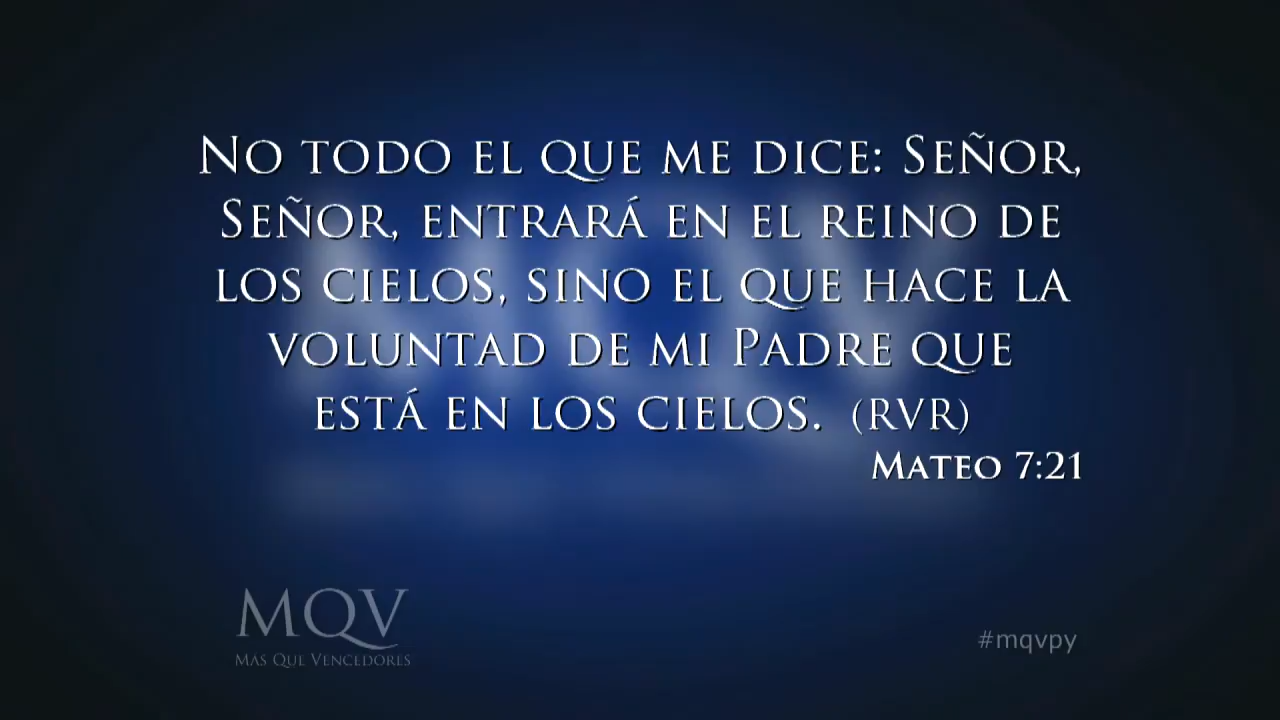 No todo el que me dice: Señor,
Señor, entrará en el reino de
los cielos, sino el que hace la
voluntad de mi Padre que
está en los cielos. (RVR)
Mateo 7:21
MQV
Más Que Vencedores
#mqvpy